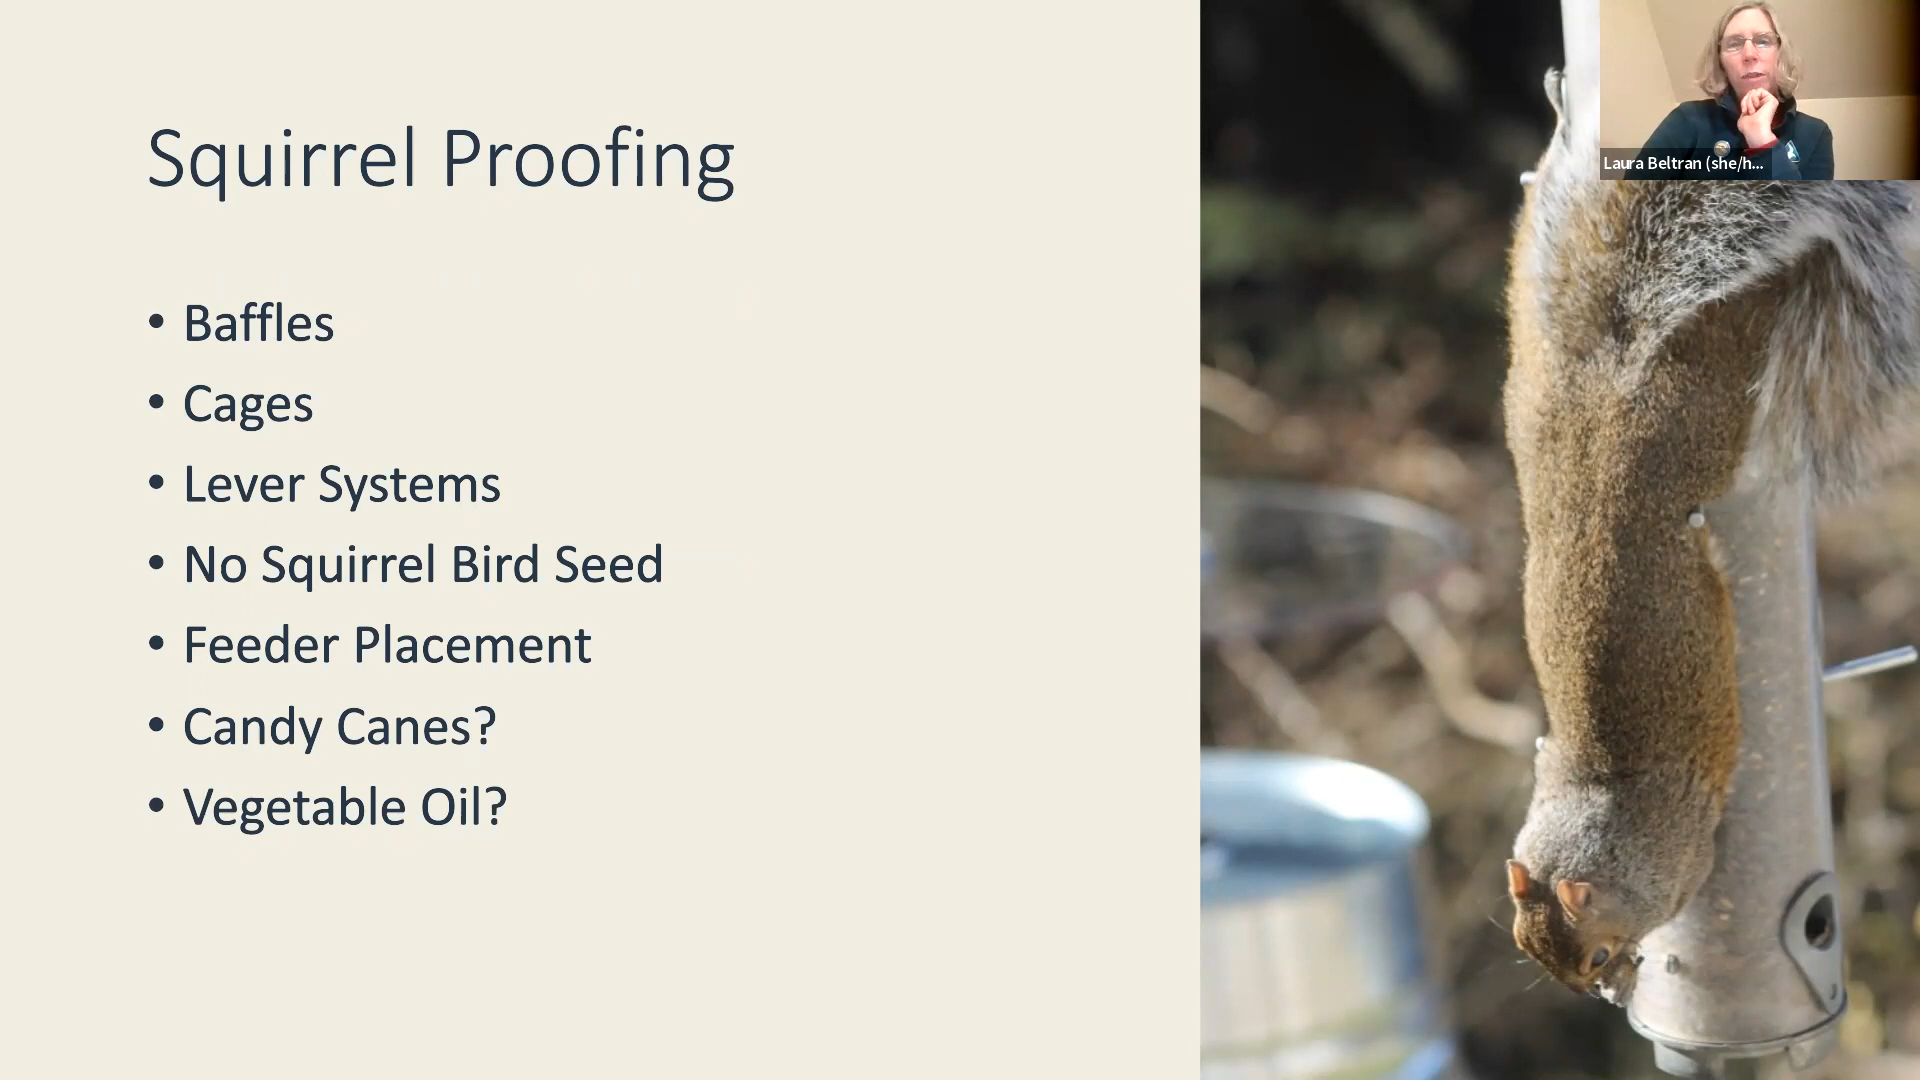 Squirrel Proofing
• Baffles
• Cages
• Lever Systems
• No Squirrel Bird Seed
• Feeder Placement
• Candy Canes?
• Vegetable Oil?
Laura Beltran (she/h...